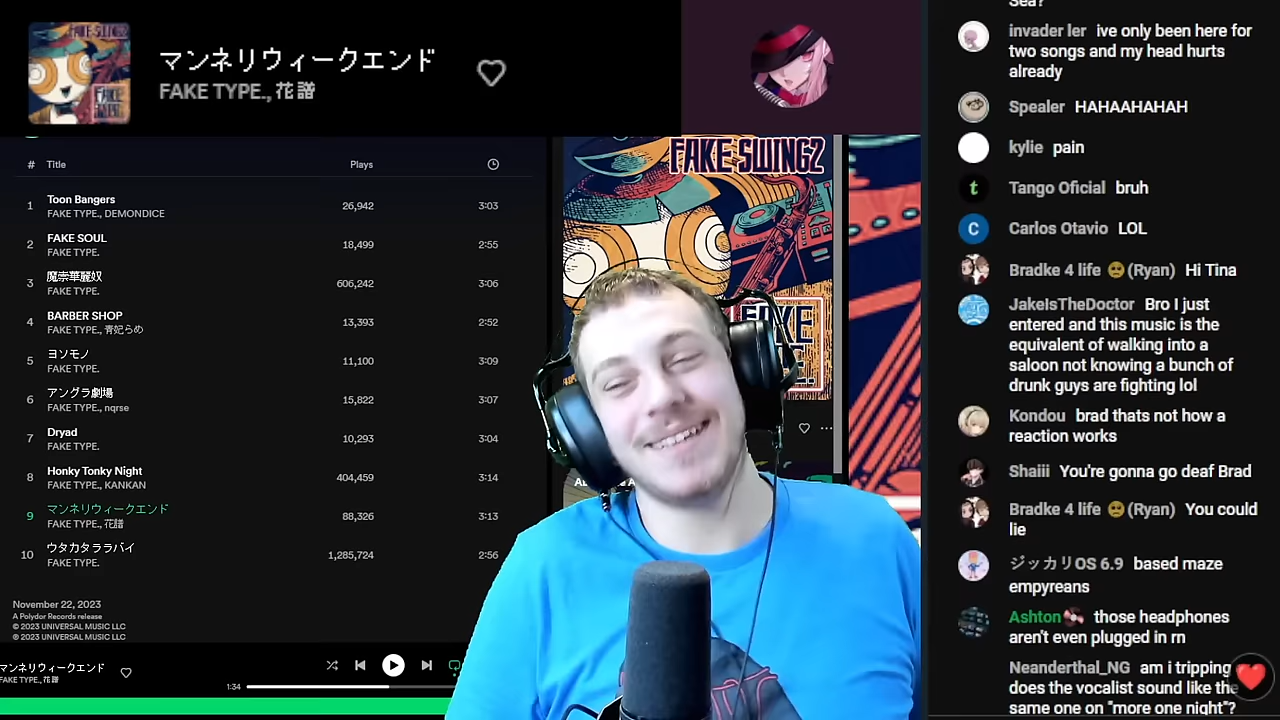 マンネリウィークエンド
FAKE TYPE., 花譜
FAKE SWING2
# Title Plays
1 Toon Bangers 26,942 3:03
FAKE TYPE., DEMONDICE
2 FAKE SOUL 18,499 2:55
FAKE TYPE.
3 魔崇華麗奴 606,242 3:06
FAKE TYPE.
4 BARBER SHOP 13,393 2:52
FAKE TYPE., 青妃らめ
5 ヨソモノ 11,100 3:09
FAKE TYPE.
6 アングラ劇場 15,822 3:07
FAKE TYPE., nqrse
7 Dryad 10,293 3:04
FAKE TYPE.
8 Honky Tonky Night 404,459 3:14
FAKE TYPE., KANKAN
9 マンネリウィークエンド 88,326 3:13
FAKE TYPE., 花譜
10 ウタカタララバイ 1,285,724 2:56
FAKE TYPE.
November 22, 2023
A Polydor Records release
© 2023 UNIVERSAL MUSIC LLC
℗ 2023 UNIVERSAL MUSIC LLC
マンネリウィークエンド
FAKE TYPE., 花譜
1:34
Sea?
invader ler ive only been here for
two songs and my head hurts
already
Spealer HAHAAHAHAH
kylie pain
Tango Oficial bruh
Carlos Otavio LOL
Bradke 4 life 🥺(Ryan) Hi Tina
JakeIsTheDoctor Bro I just
entered and this music is the
equivalent of walking into a
saloon not knowing a bunch of
drunk guys are fighting lol
Kondou brad thats not how a
reaction works
Shaiii You're gonna go deaf Brad
Bradke 4 life 🥺(Ryan) You could
lie
ジッカリOS 6.9 based maze
empyreans
Ashton those headphones
aren't even plugged in rn
Neanderthal_NG am i tripping
does the vocalist sound like the
same one on "more one night"?